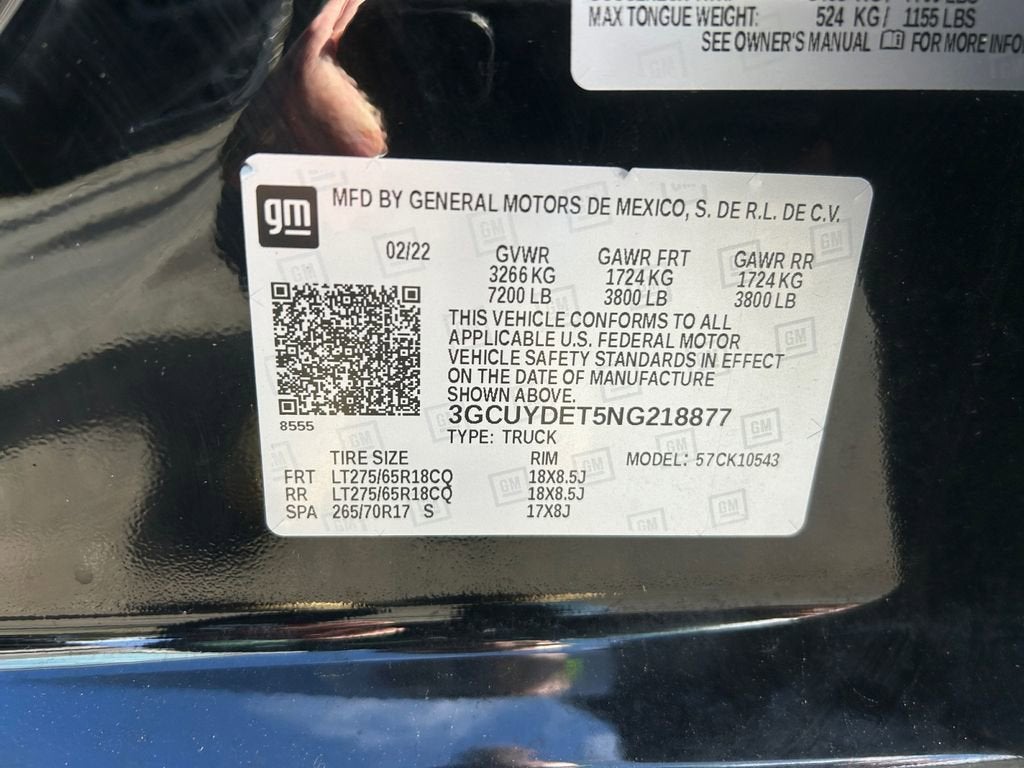 MAX TONGUE WEIGHT: 524 KG/ 1155 LBS
SEE OWNER'S MANUAL FOR MORE INFO
gm
MFD BY GENERAL MOTORS DE MEXICO, S. DE R.L. DE C.V.
02/22 GVWR GAWR FRT GAWR RR
3266 KG 1724 KG 1724 KG
7200 LB 3800 LB 3800 LB
THIS VEHICLE CONFORMS TO ALL
APPLICABLE U.S. FEDERAL MOTOR
VEHICLE SAFETY STANDARDS IN EFFECT
ON THE DATE OF MANUFACTURE
SHOWN ABOVE.
3GCUYDET5NG218877
8555
TYPE: TRUCK
TIRE SIZE RIM MODEL: 57CK10543
FRT LT275/65R18CQ 18X8.5J
RR LT275/65R18CQ 18X8.5J
SPA 265/70R17 S 17X8J